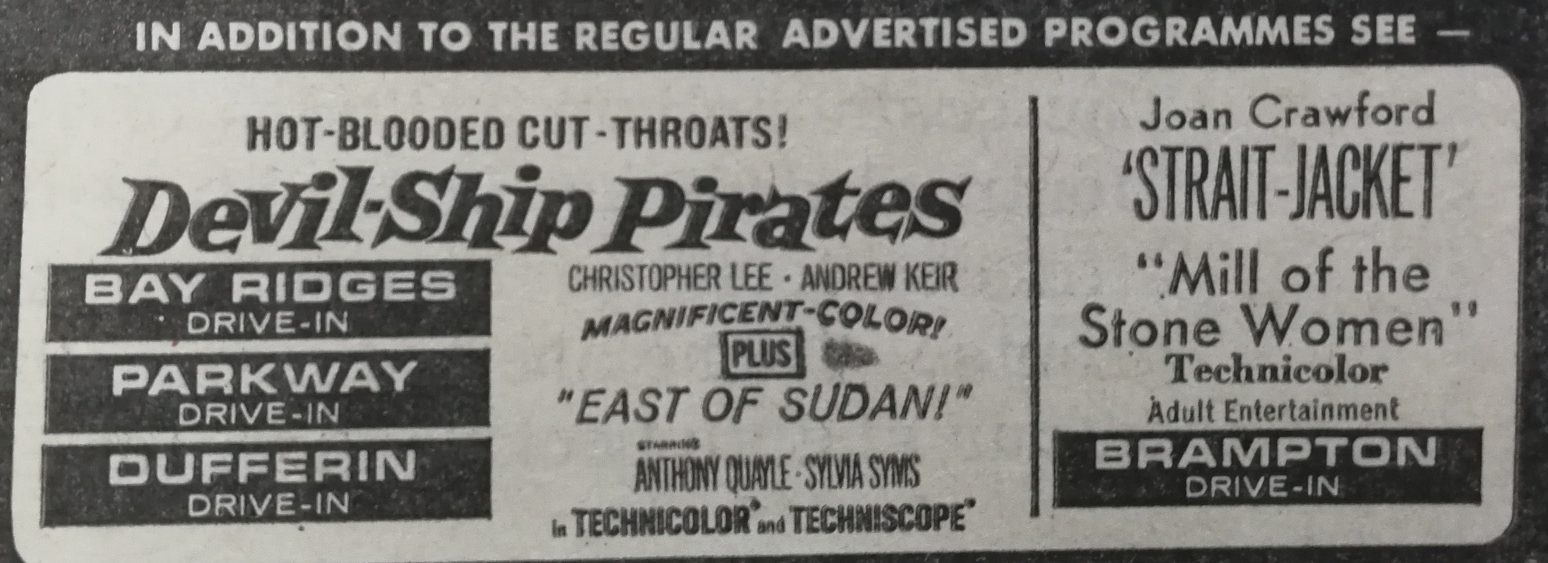 IN ADDITION TO THE REGULAR ADVERTISED PROGRAMMES SEE —
HOT-BLOODED CUT-THROATS!
Devil-Ship Pirates
BAY RIDGES
DRIVE-IN
PARKWAY
DRIVE-IN
DUFFERIN
DRIVE-IN
CHRISTOPHER LEE · ANDREW KEIR
MAGNIFICENT-COLOR!
PLUS
"EAST OF SUDAN!"
STARRING
ANTHONY QUAYLE · SYLVIA SYMS
in TECHNICOLOR® and TECHNISCOPE®
Joan Crawford
'STRAIT-JACKET'
"Mill of the
Stone Women"
Technicolor
Adult Entertainment
BRAMPTON
DRIVE-IN